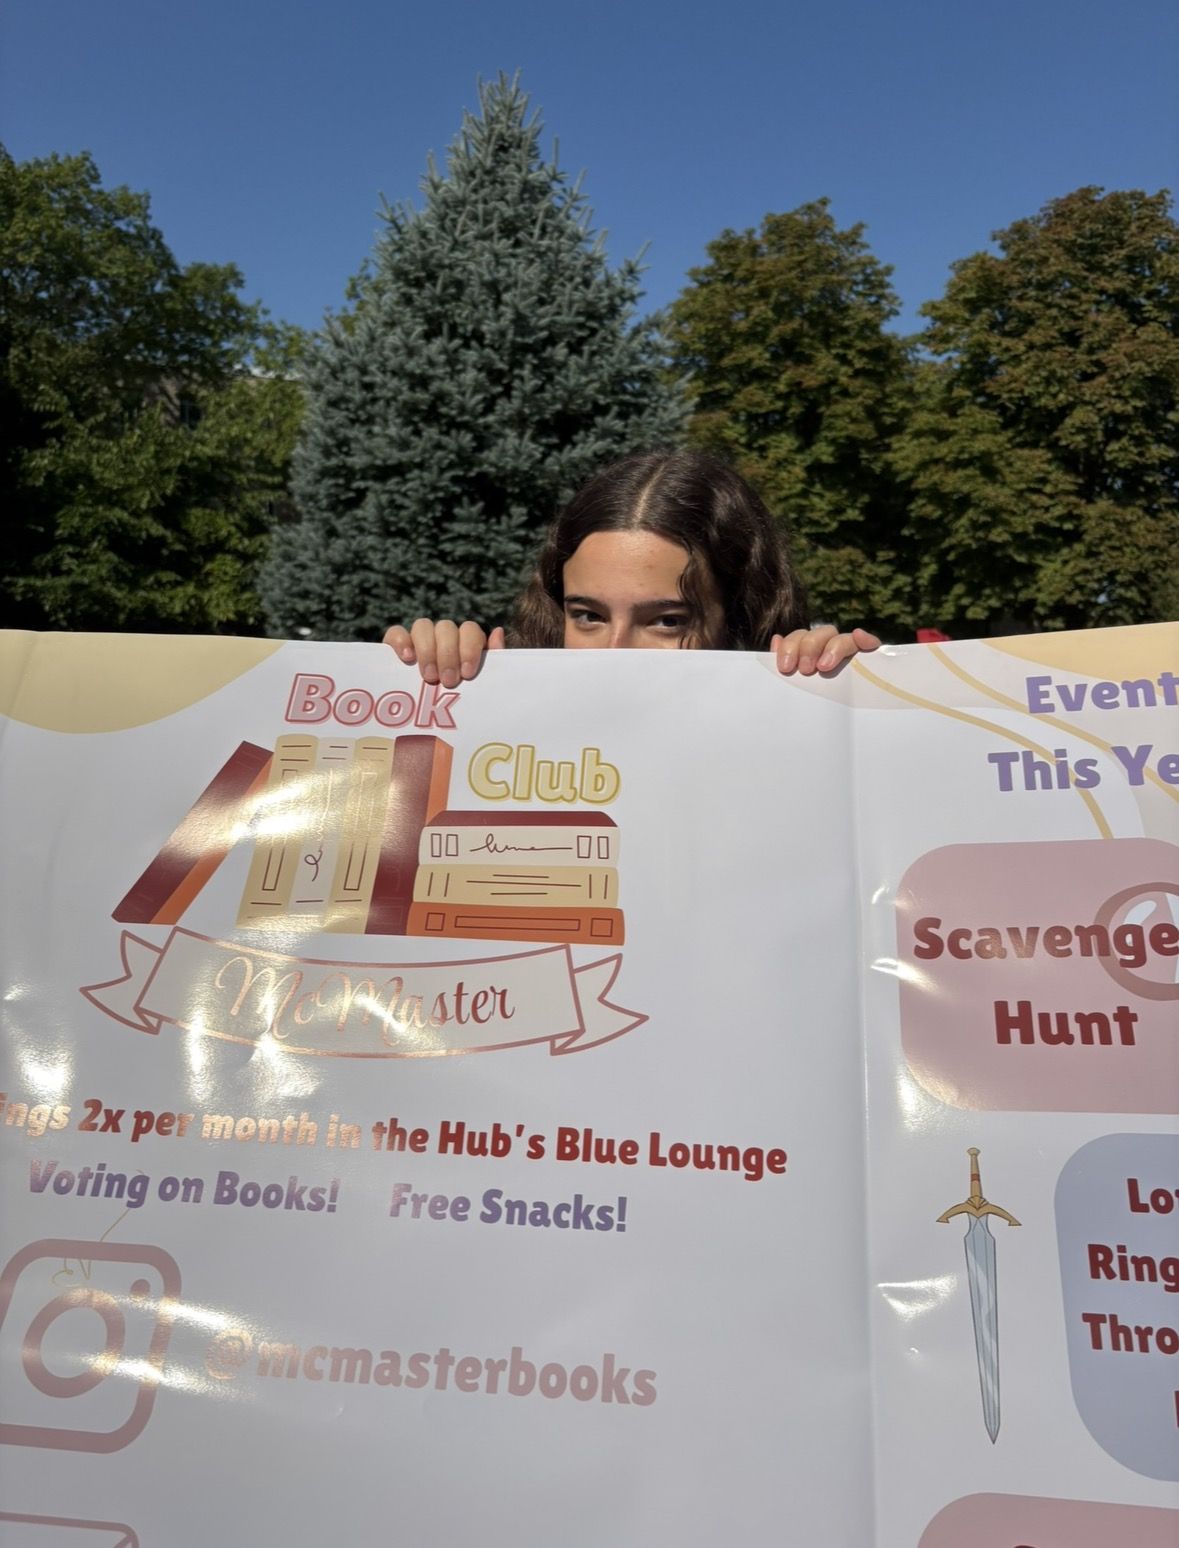 Book
Club
McMaster
2x per month in the Hub's Blue Lounge
Voting on Books! Free Snacks!
@mcmasterbooks
Event
This Ye
Scavenge
Hunt
Lo
Ring
Thro